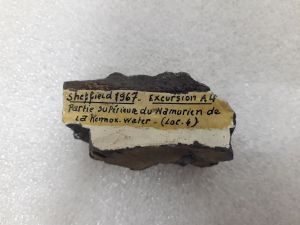 Sheffield 1967 - Excursion A4
Partie supérieure du Namurien de
La Kennox. water - (Loc. 4)